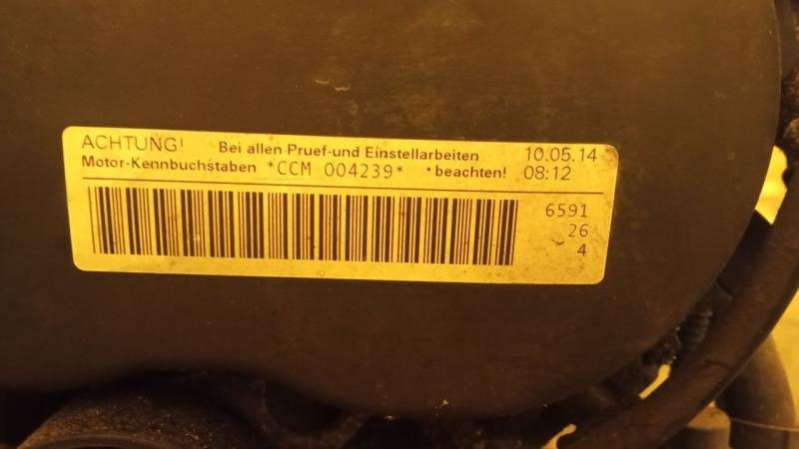 ACHTUNG! Bei allen Pruef-und Einstellarbeiten 10.05.14
Motor-Kennbuchstaben *CCM 004239* *beachten! 08:12
6591
26
4